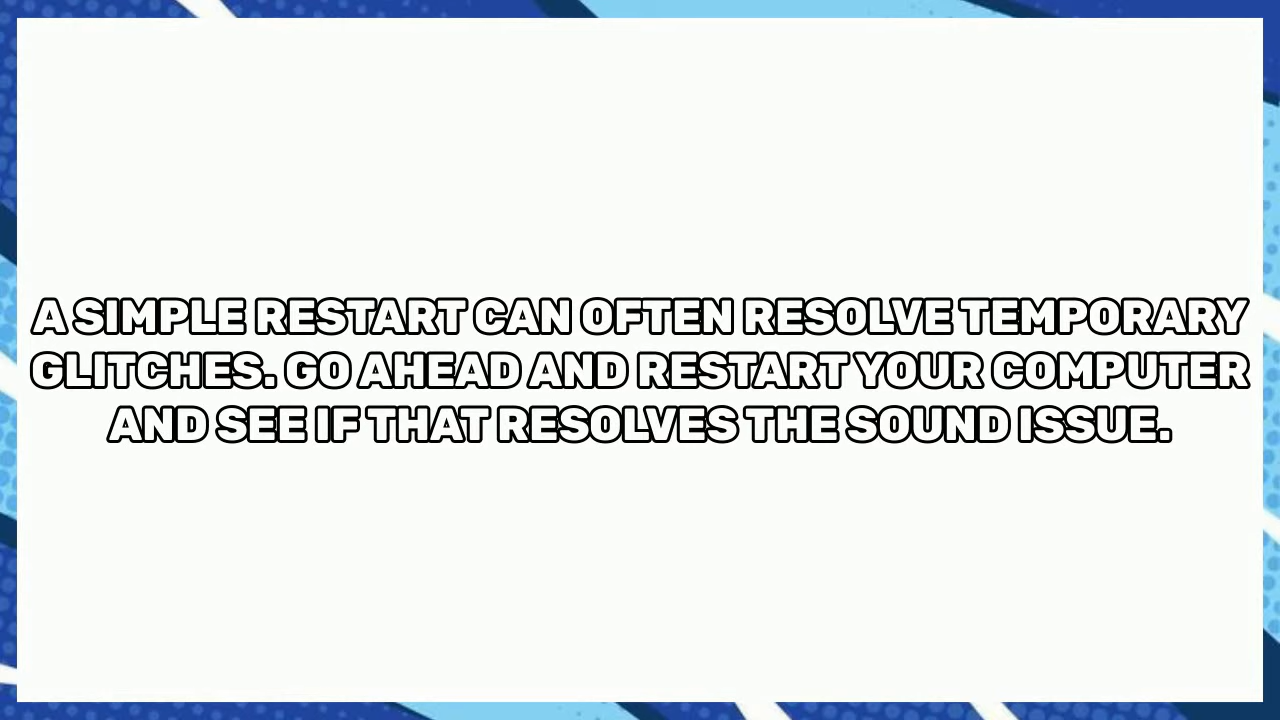 A SIMPLE RESTART CAN OFTEN RESOLVE TEMPORARY
GLITCHES. GO AHEAD AND RESTART YOUR COMPUTER
AND SEE IF THAT RESOLVES THE SOUND ISSUE.